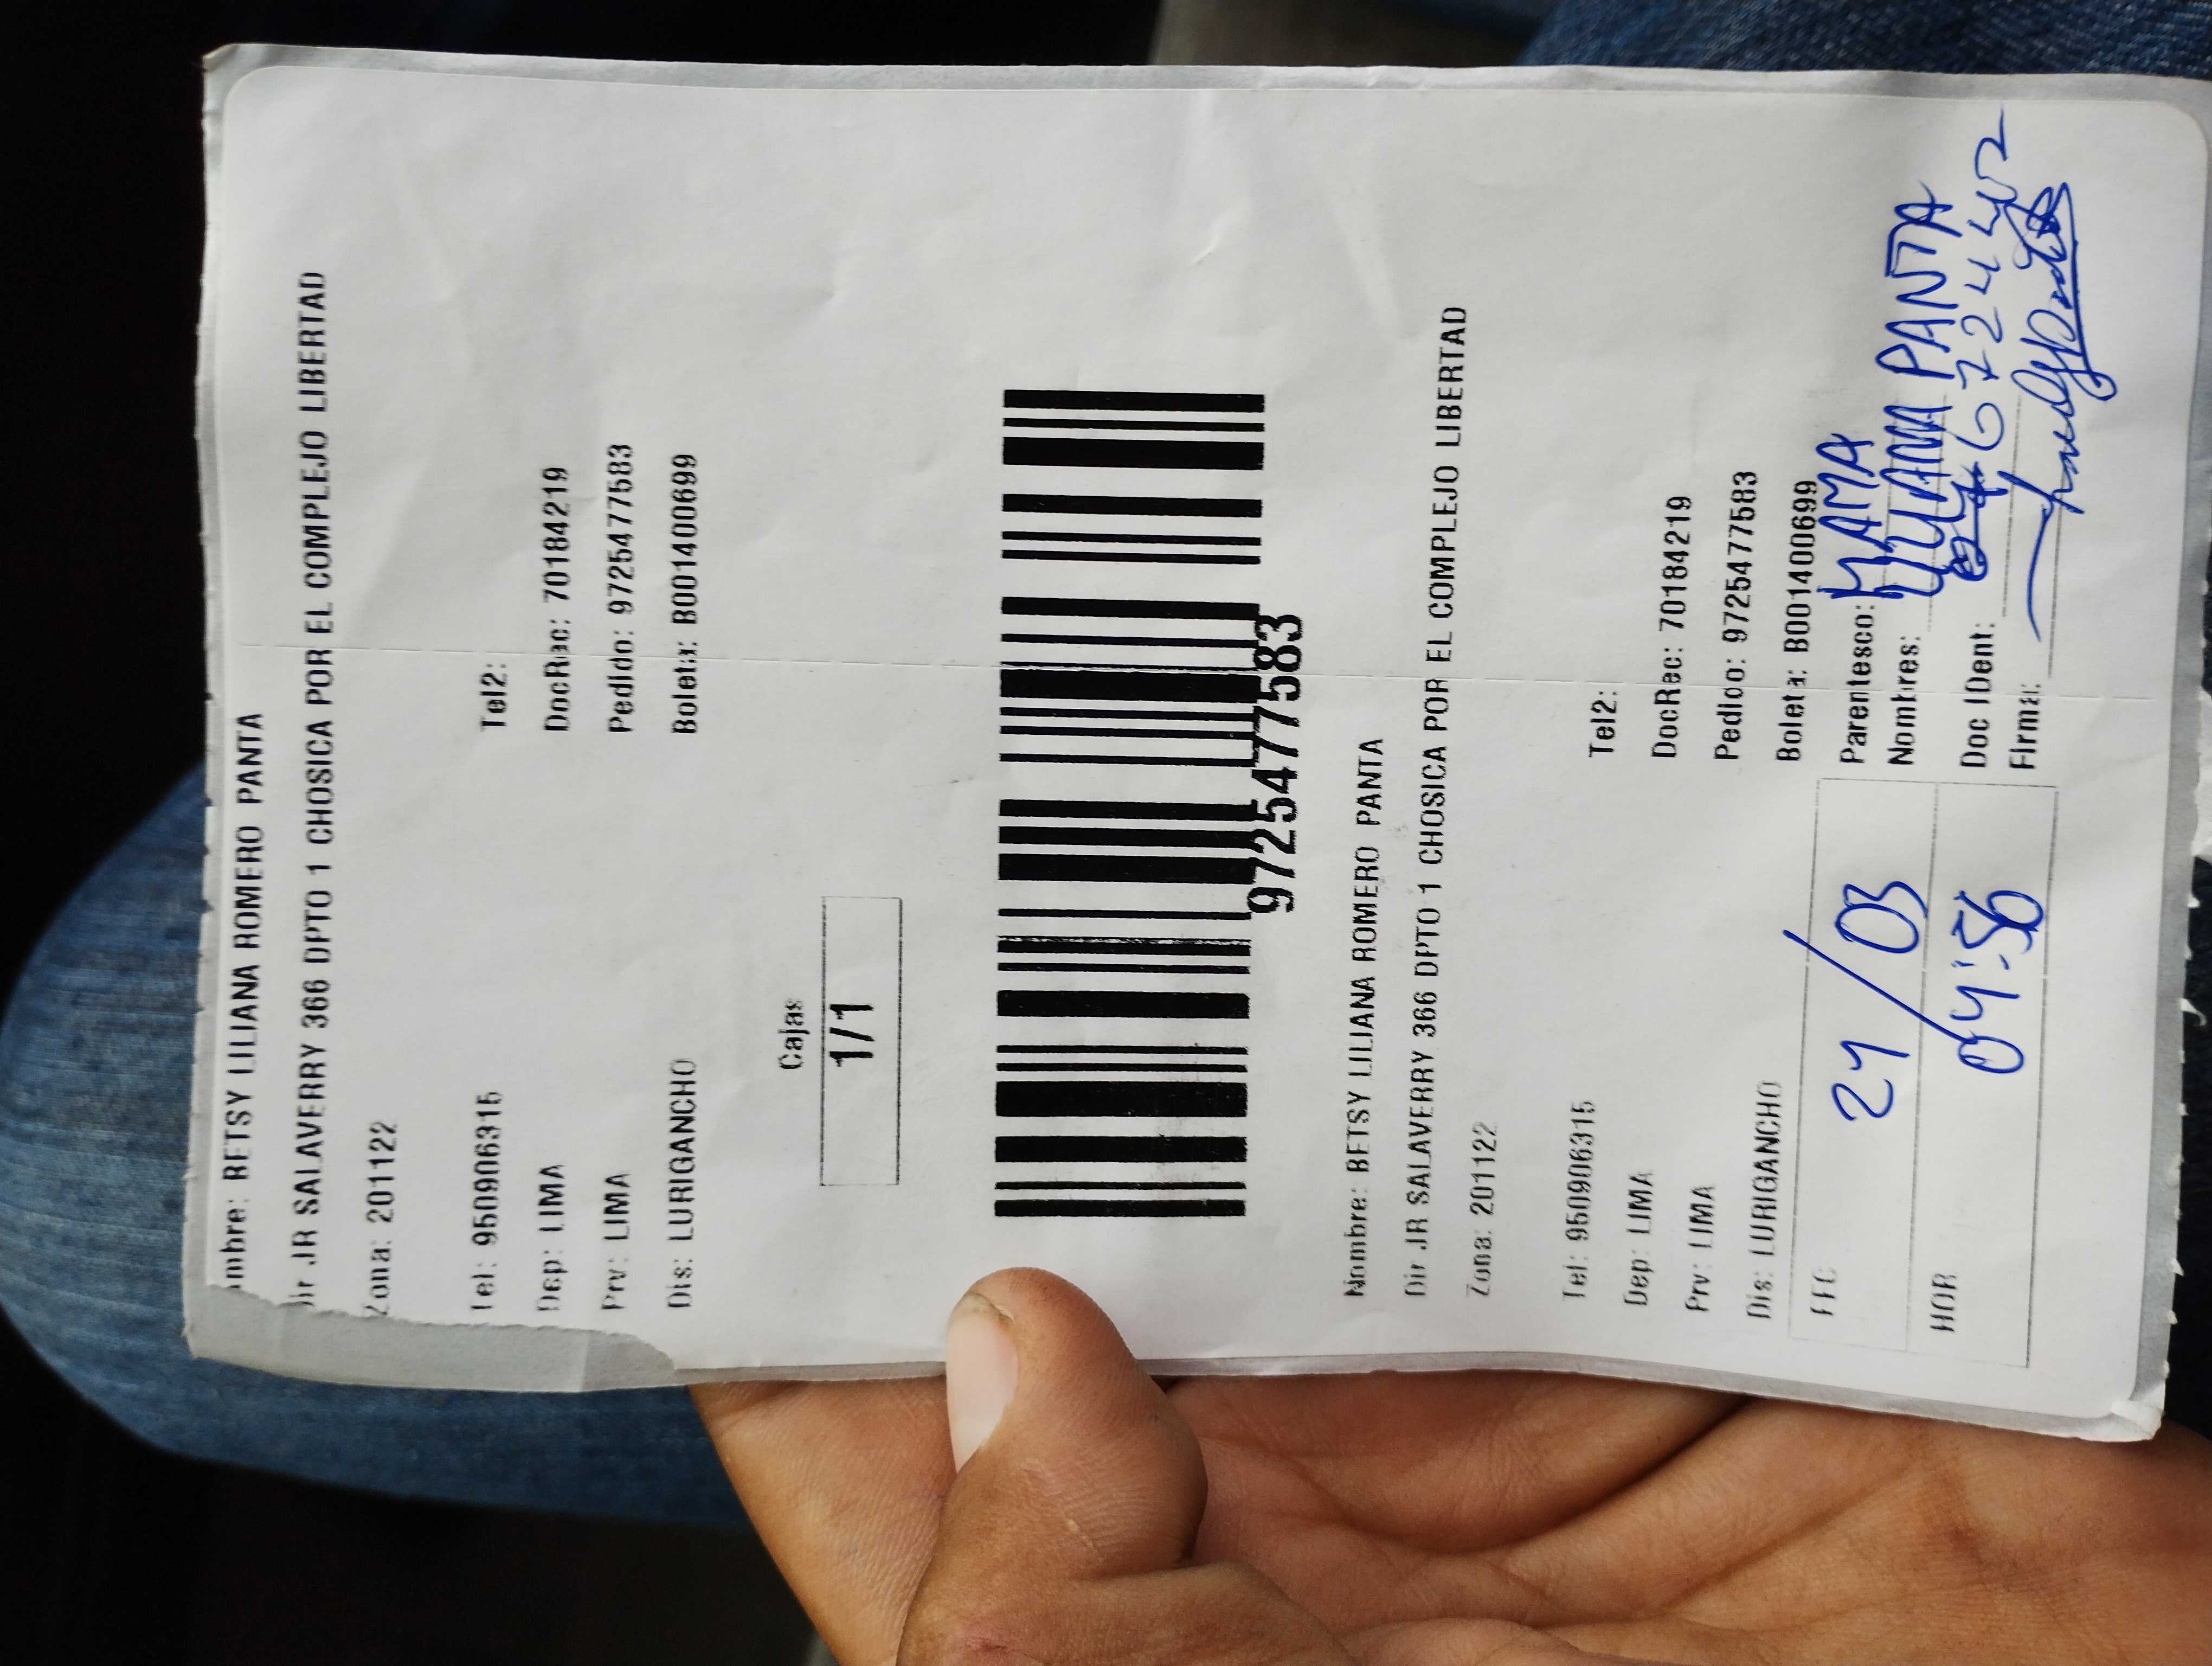 ombre: BETSY LILIANA ROMERO PANTA
Dir JR SALAVERRY 366 DPTO 1 CHOSICA POR EL COMPLEJO LIBERTAD
Zona: 201122
Tel: 950906315 Tel2:
Dep: LIMA DocRec: 70184219
Prv: LIMA Pedido: 9725477583
Dis: LURIGANCHO Boleta: B001400699
Cajas
1/1
9725477583
Nombre: BETSY LILIANA ROMERO PANTA
Dir JR SALAVERRY 366 DPTO 1 CHOSICA POR EL COMPLEJO LIBERTAD
Zona: 201122
Tel: 950906315 Tel2:
Dep: LIMA DocRec: 70184219
Prv: LIMA Pedido: 9725477583
Dis: LURIGANCHO Boleta: B001400699
FEC 24/03 Parentesco: MAMA
Nombres: PANTA
HOR 04:56 Doc IDent:
Firma: